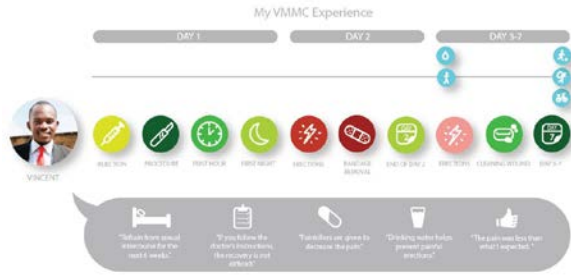 My VMMC Experience
DAY 1
DAY 2
DAY 3-7
INJECTION
PROCEDURE
FIRST HOUR
FIRST NIGHT
ERECTIONS
BANDAGE
REMOVAL
END OF DAY 2
ERECTIONS
CLEANING WOUND
DAY 3-7
VINCENT
"Refrain from sexual
intercourse for the
next 6 weeks."
"If you follow the
doctor's instructions,
the recovery is not
difficult."
"Painkillers are given to
decrease the pain."
"Drinking water helps
prevent painful
erections."
"The pain was less than
what I expected."